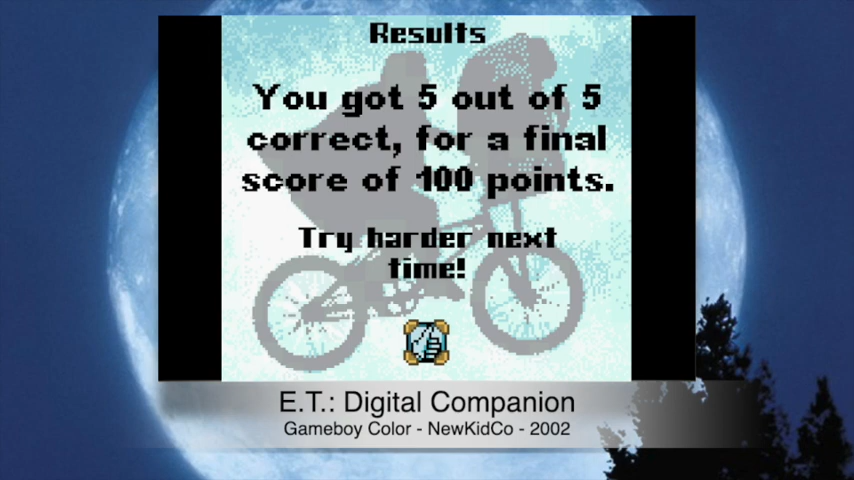 Results
You got 5 out of 5
correct, for a final
score of 100 points.
Try harder next
time!
E.T.: Digital Companion
Gameboy Color - NewKidCo - 2002